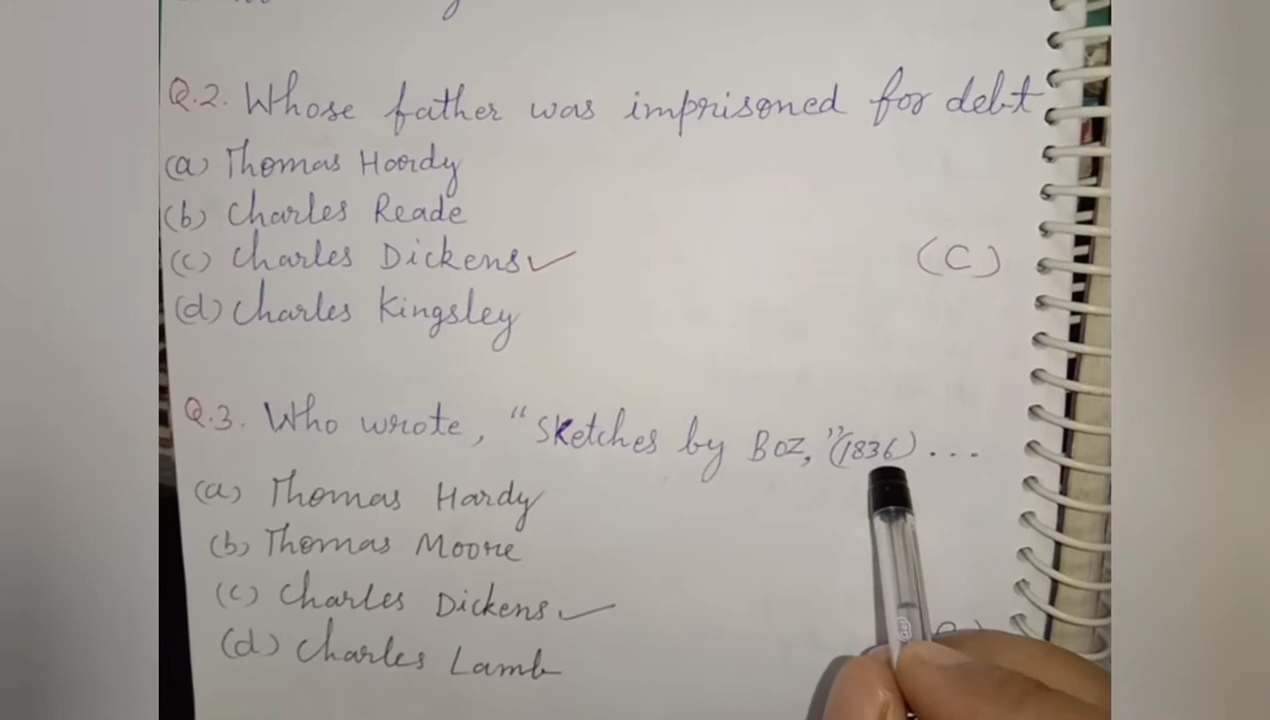 Q.2. Whose father was imprisoned for debt
(a) Thomas Hardy
(b) Charles Reade
(c) Charles Dickens
(C)
(d) Charles Kingsley
Q.3. Who wrote, "Sketches by Boz,"(1836)...
(a) Thomas Hardy
(b) Thomas Moore
(c) Charles Dickens
(d) Charles Lamb